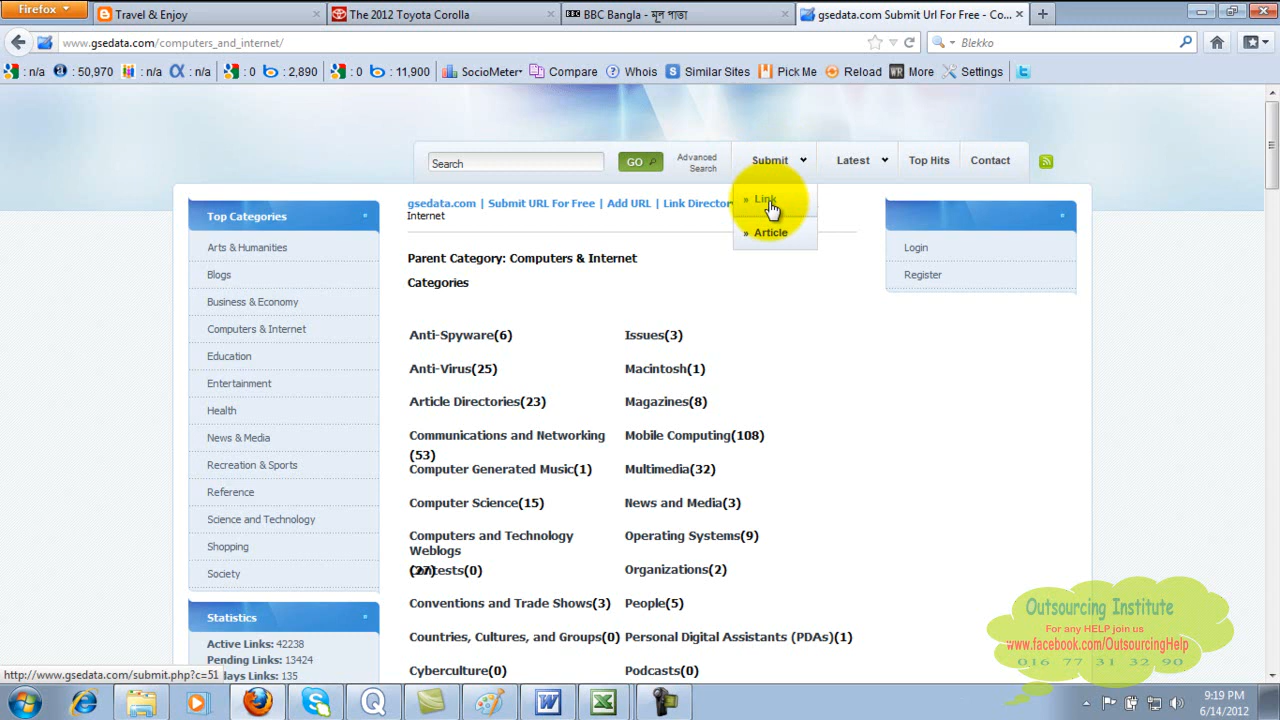 Firefox
Travel & Enjoy
The 2012 Toyota Corolla
BBC Bangla - মূল পাতা
gsedata.com Submit Url For Free - Co...
www.gsedata.com/computers_and_internet/
Blekko
: n/a
: 50,970
: n/a
: n/a
: 0
: 2,890
: 0
: 11,900
SocioMeter
Compare
Whois
Similar Sites
Pick Me
Reload
More
Settings
Search
GO
Advanced Search
Submit
Latest
Top Hits
Contact
» Link
» Article
Top Categories
Arts & Humanities
Blogs
Business & Economy
Computers & Internet
Education
Entertainment
Health
News & Media
Recreation & Sports
Reference
Science and Technology
Shopping
Society
Statistics
Active Links: 42238
Pending Links: 13424
Links: 135
gsedata.com | Submit URL For Free | Add URL | Link Director
Internet
Parent Category: Computers & Internet
Categories
Anti-Spyware(6)
Issues(3)
Anti-Virus(25)
Macintosh(1)
Article Directories(23)
Magazines(8)
Communications and Networking
(53)
Mobile Computing(108)
Computer Generated Music(1)
Multimedia(32)
Computer Science(15)
News and Media(3)
Computers and Technology
Weblogs
(27)
Operating Systems(9)
Contests(0)
Organizations(2)
Conventions and Trade Shows(3)
People(5)
Countries, Cultures, and Groups(0)
Personal Digital Assistants (PDAs)(1)
Cyberculture(0)
Podcasts(0)
Login
Register
Outsourcing Institute
For any HELP join us
www.facebook.com/OutsourcingHelp
016 77 31 32 90
http://www.gsedata.com/submit.php?c=51
9:19 PM
6/14/2012